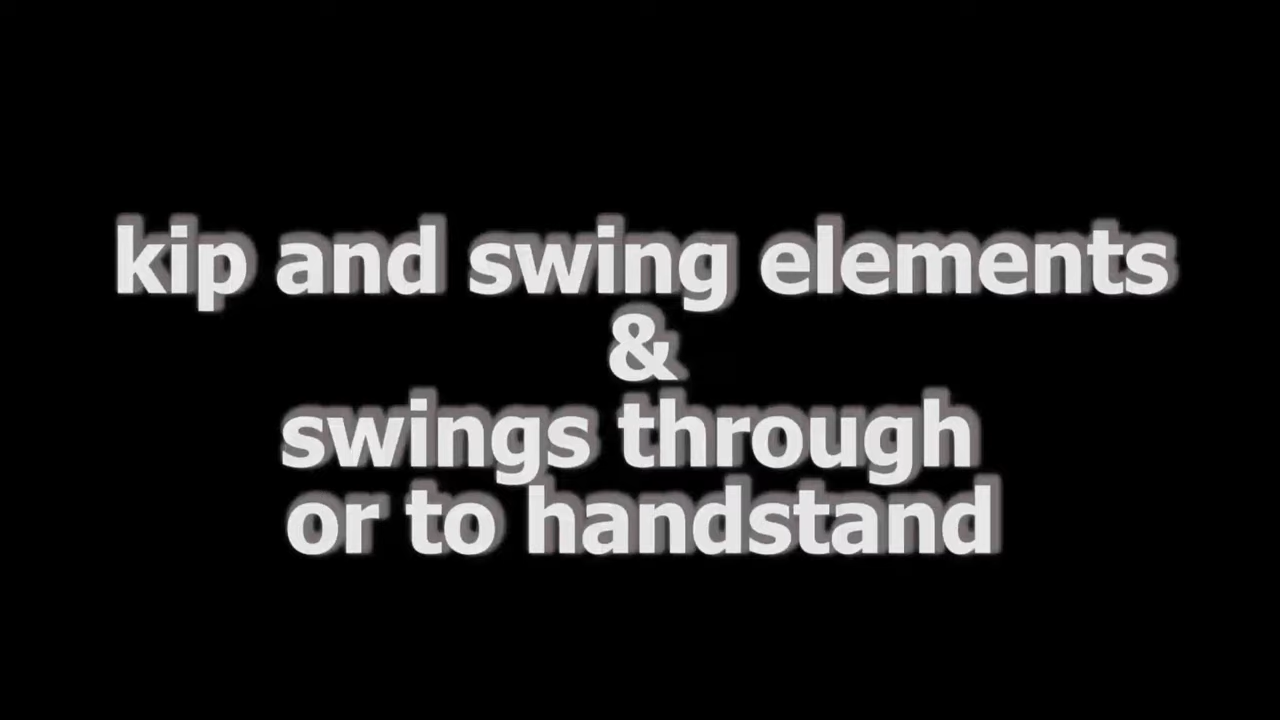 kip and swing elements
&
swings through
or to handstand